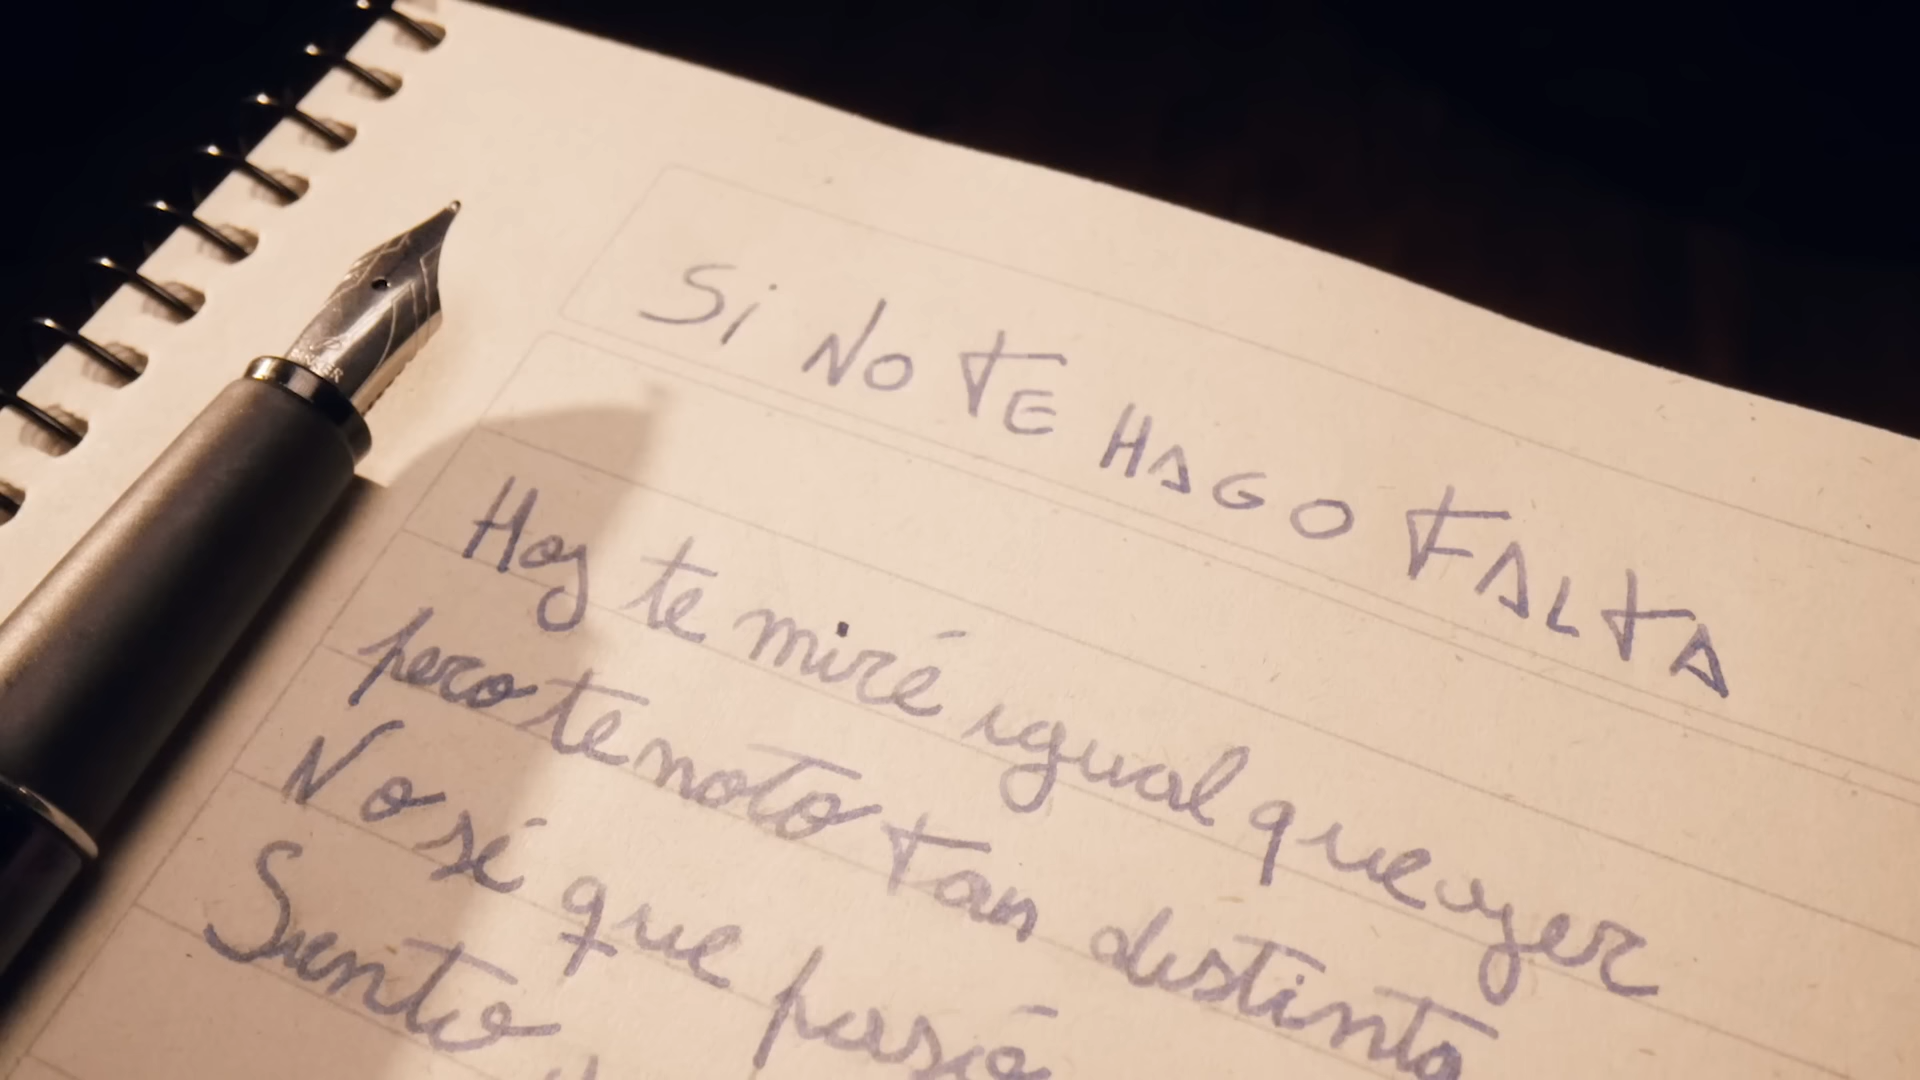 SI NO TE HAGO FALTA
Hoy te miré igual que ayer
pero te noto tan distinta
No sé que pasó
Siento